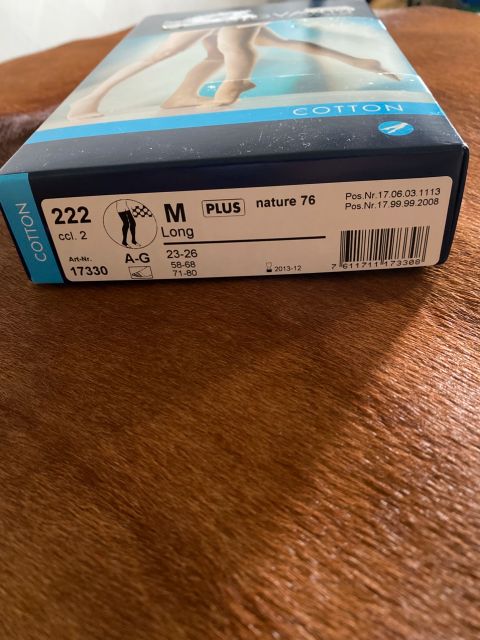 COTTON
COTTON
222
ccl. 2
Art-Nr.
17330
A-G
M
Long
PLUS
nature 76
23-26
58-68
71-80
2013-12
Pos.Nr.17.06.03.1113
Pos.Nr.17.99.99.2008
7 611711 173308